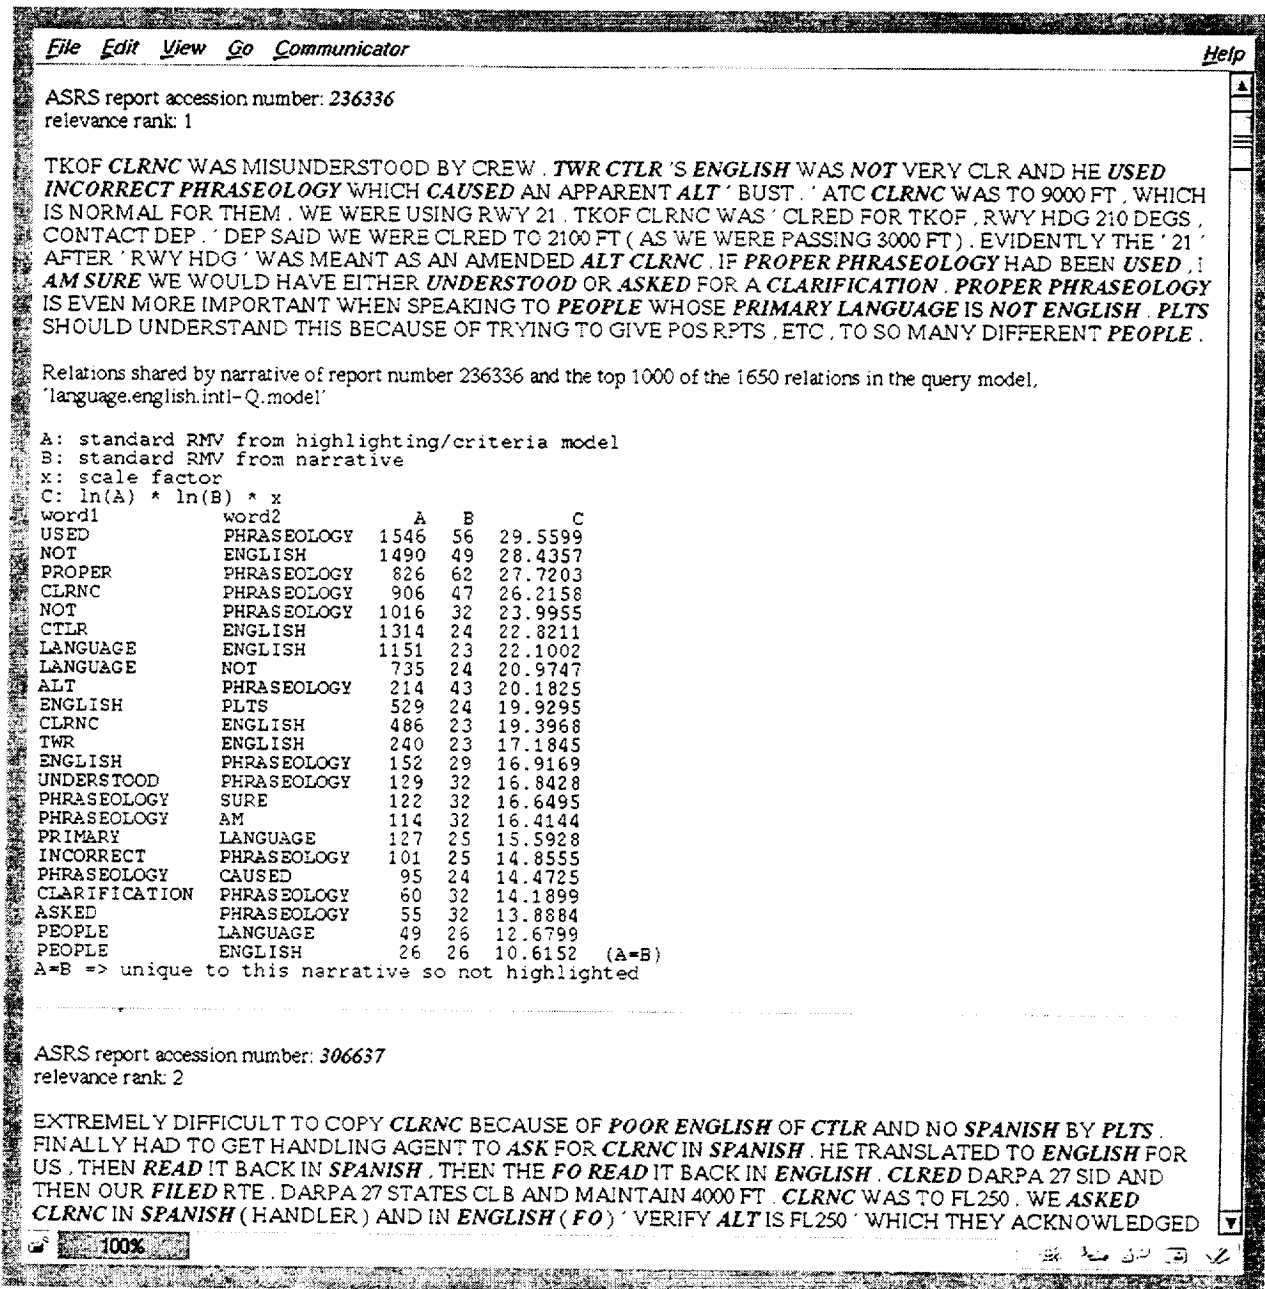 File Edit View Go Communicator Help
ASRS report accession number: 236336
relevance rank: 1
TKOF CLRNC WAS MISUNDERSTOOD BY CREW . TWR CTLR 'S ENGLISH WAS NOT VERY CLR AND HE USED
INCORRECT PHRASEOLOGY WHICH CAUSED AN APPARENT ALT ' BUST . ' ATC CLRNC WAS TO 9000 FT , WHICH
IS NORMAL FOR THEM . WE WERE USING RWY 21 . TKOF CLRNC WAS ' CLRED FOR TKOF , RWY HDG 210 DEGS ,
CONTACT DEP . ' DEP SAID WE WERE CLRED TO 2100 FT ( AS WE WERE PASSING 3000 FT ) . EVIDENTLY THE ' 21 '
AFTER ' RWY HDG ' WAS MEANT AS AN AMENDED ALT CLRNC . IF PROPER PHRASEOLOGY HAD BEEN USED , I
AM SURE WE WOULD HAVE EITHER UNDERSTOOD OR ASKED FOR A CLARIFICATION . PROPER PHRASEOLOGY
IS EVEN MORE IMPORTANT WHEN SPEAKING TO PEOPLE WHOSE PRIMARY LANGUAGE IS NOT ENGLISH . PLTS
SHOULD UNDERSTAND THIS BECAUSE OF TRYING TO GIVE POS RPTS , ETC , TO SO MANY DIFFERENT PEOPLE .
Relations shared by narrative of report number 236336 and the top 1000 of the 1650 relations in the query model,
'language.english.intl-Q.model'
A: standard RMV from highlighting/criteria model
B: standard RMV from narrative
x: scale factor
C: ln(A) * ln(B) * x
word1 word2 A B C
USED PHRASEOLOGY 1546 56 29.5599
NOT ENGLISH 1490 49 28.4357
PROPER PHRASEOLOGY 826 62 27.7203
CLRNC PHRASEOLOGY 906 47 26.2158
NOT PHRASEOLOGY 1016 32 23.9955
CTLR ENGLISH 1314 24 22.8211
LANGUAGE ENGLISH 1151 23 22.1002
LANGUAGE NOT 735 24 20.9747
ALT PHRASEOLOGY 214 43 20.1825
ENGLISH PLTS 529 24 19.9295
CLRNC ENGLISH 486 23 19.3968
TWR ENGLISH 240 23 17.1845
ENGLISH PHRASEOLOGY 152 29 16.9169
UNDERSTOOD PHRASEOLOGY 129 32 16.8428
PHRASEOLOGY SURE 122 32 16.6495
PHRASEOLOGY AM 114 32 16.4144
PRIMARY LANGUAGE 127 25 15.5928
INCORRECT PHRASEOLOGY 101 25 14.8555
PHRASEOLOGY CAUSED 95 24 14.4725
CLARIFICATION PHRASEOLOGY 60 32 14.1899
ASKED PHRASEOLOGY 55 32 13.8884
PEOPLE LANGUAGE 49 26 12.6799
PEOPLE ENGLISH 26 26 10.6152 (A=B)
A=B => unique to this narrative so not highlighted
ASRS report accession number: 306637
relevance rank: 2
EXTREMELY DIFFICULT TO COPY CLRNC BECAUSE OF POOR ENGLISH OF CTLR AND NO SPANISH BY PLTS .
FINALLY HAD TO GET HANDLING AGENT TO ASK FOR CLRNC IN SPANISH . HE TRANSLATED TO ENGLISH FOR
US , THEN READ IT BACK IN SPANISH , THEN THE FO READ IT BACK IN ENGLISH . CLRED DARPA 27 SID AND
THEN OUR FILED RTE . DARPA 27 STATES CLB AND MAINTAIN 4000 FT . CLRNC WAS TO FL250 . WE ASKED
CLRNC IN SPANISH ( HANDLER ) AND IN ENGLISH ( FO ) ' VERIFY ALT IS FL250 ' WHICH THEY ACKNOWLEDGED
100%